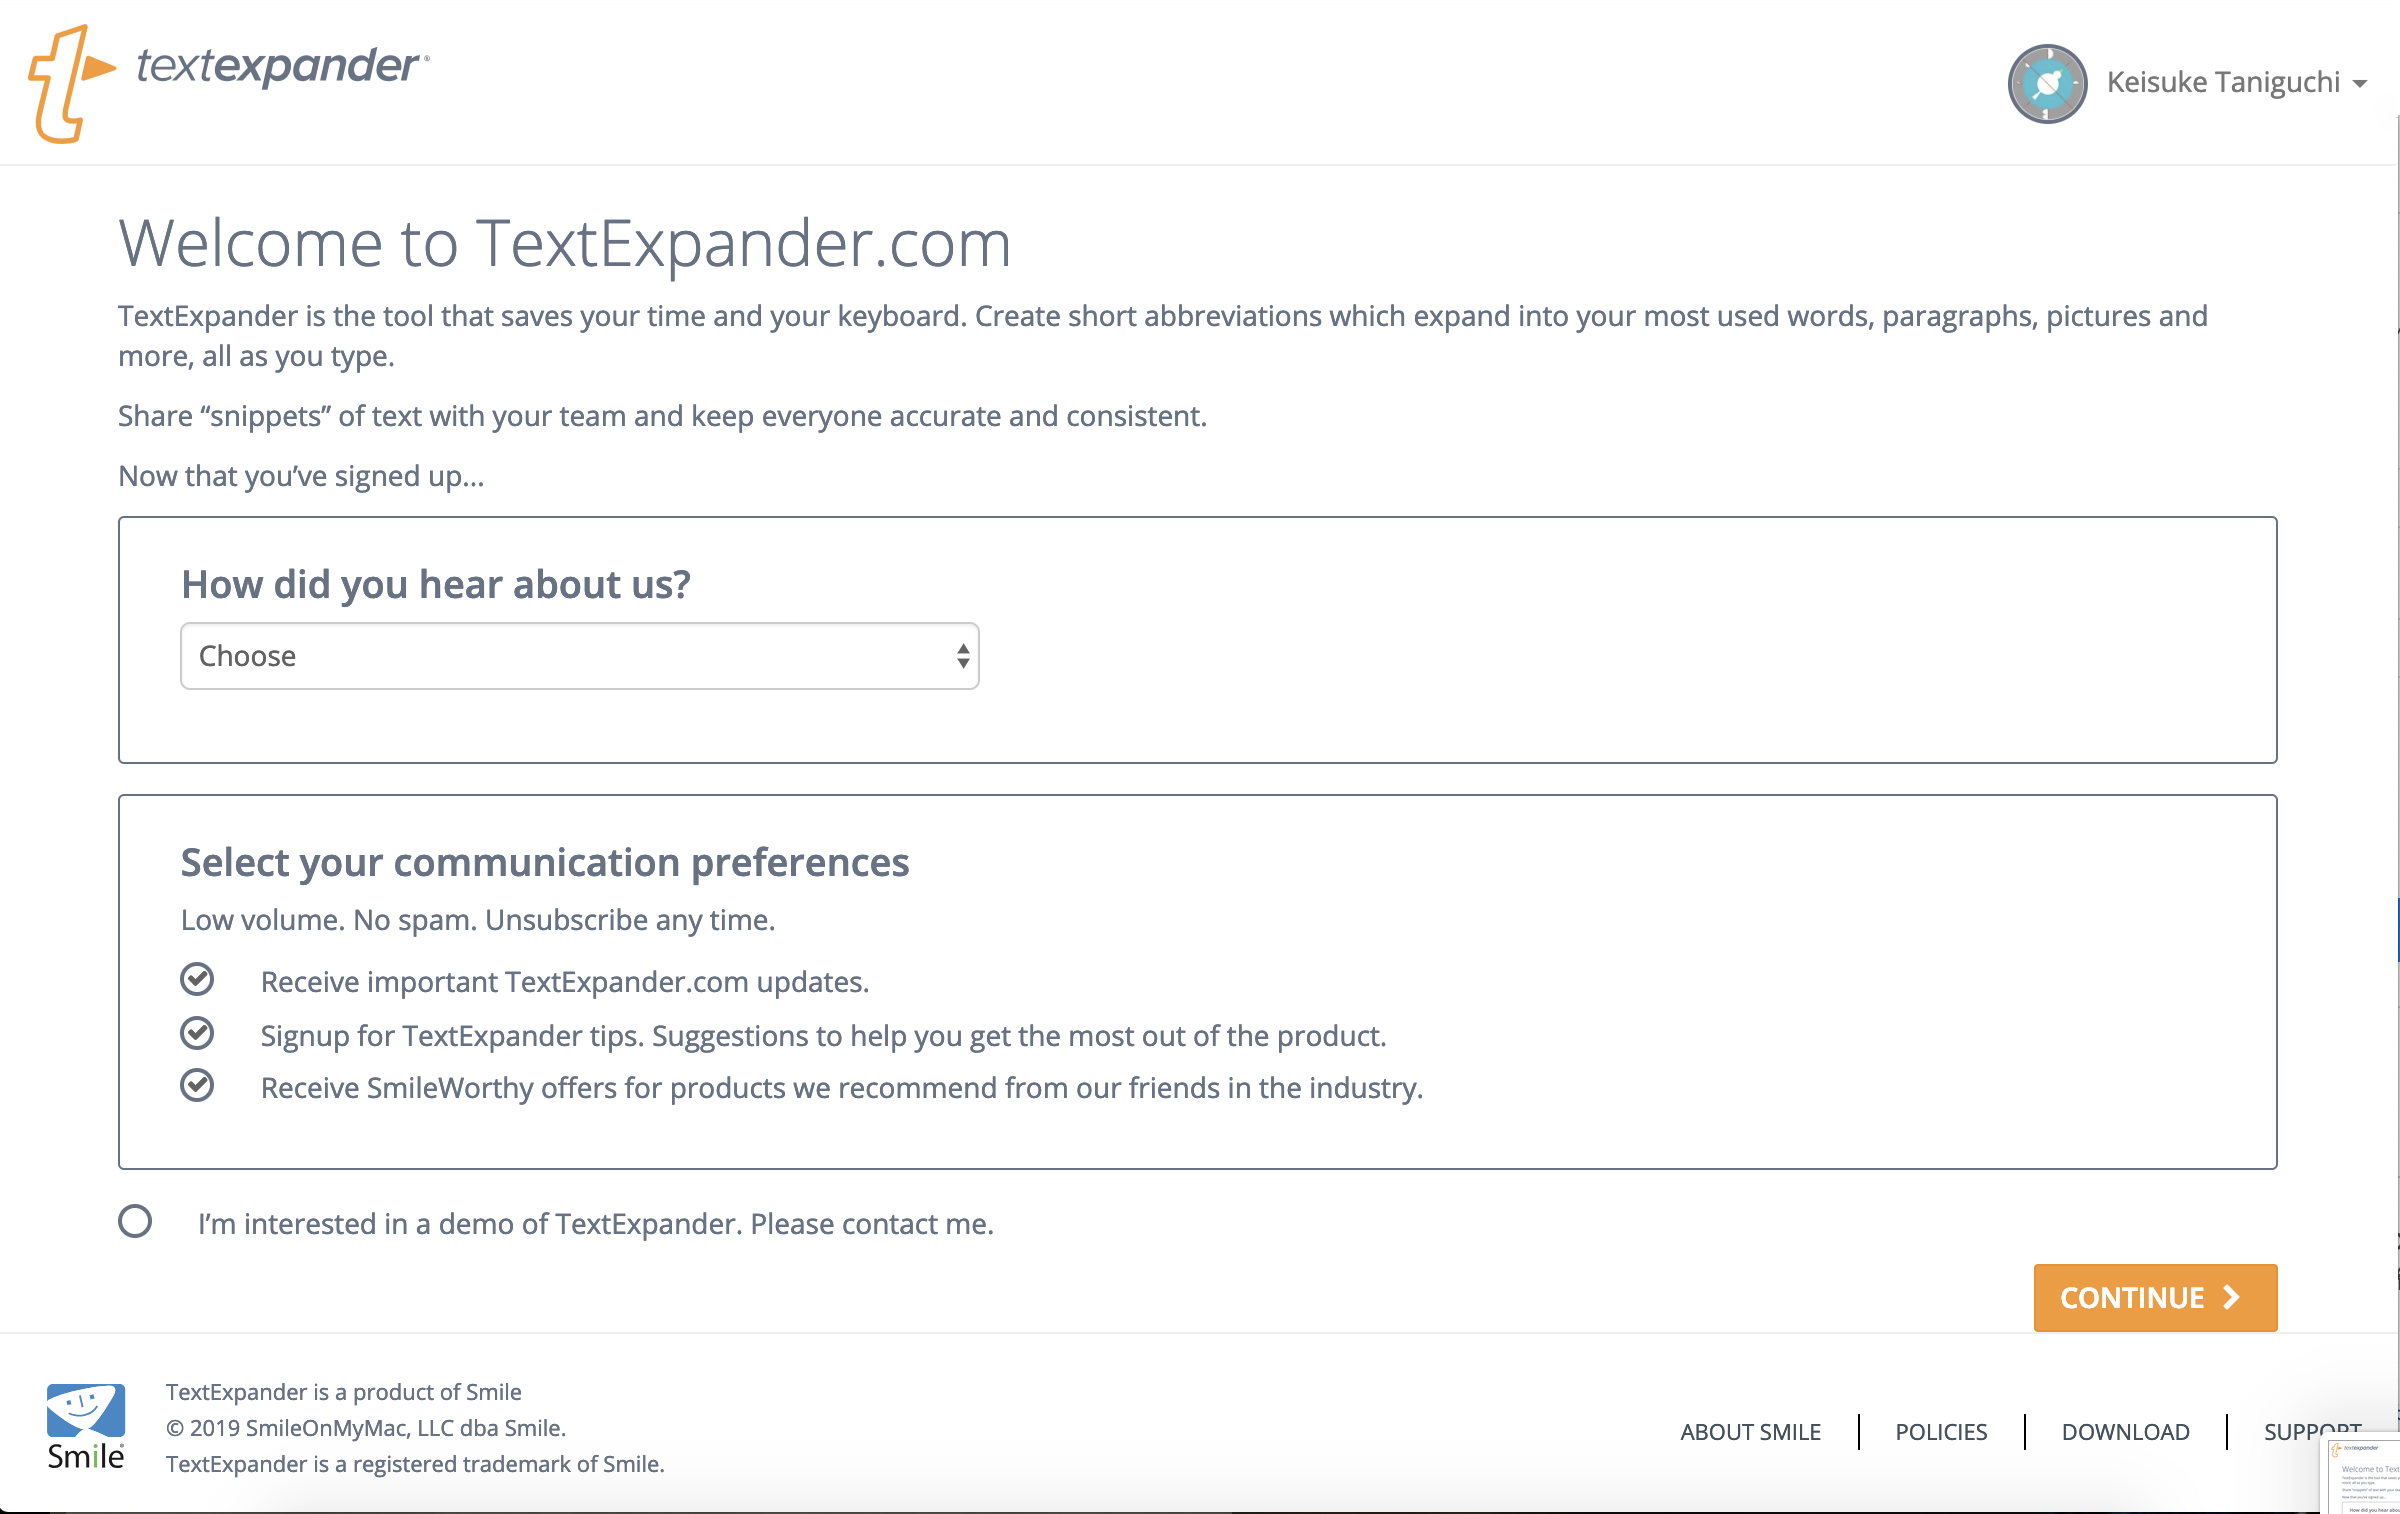 textexpander
Keisuke Taniguchi
Welcome to TextExpander.com
TextExpander is the tool that saves your time and your keyboard. Create short abbreviations which expand into your most used words, paragraphs, pictures and
more, all as you type.
Share “snippets” of text with your team and keep everyone accurate and consistent.
Now that you’ve signed up...
How did you hear about us?
Choose
Select your communication preferences
Low volume. No spam. Unsubscribe any time.
Receive important TextExpander.com updates.
Signup for TextExpander tips. Suggestions to help you get the most out of the product.
Receive SmileWorthy offers for products we recommend from our friends in the industry.
I’m interested in a demo of TextExpander. Please contact me.
CONTINUE
Smile
TextExpander is a product of Smile
© 2019 SmileOnMyMac, LLC dba Smile.
TextExpander is a registered trademark of Smile.
ABOUT SMILE
POLICIES
DOWNLOAD
SUPPORT
textexpander
Welcome to Text